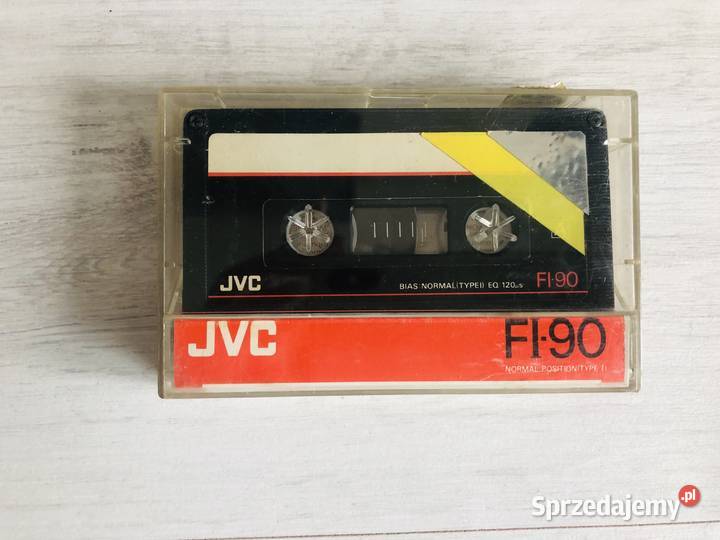 JVC BIAS NORMAL(TYPEI) EQ 120μs FI-90
JVC FI-90
NORMAL POSITION(TYPE I)
Sprzedajemy.pl